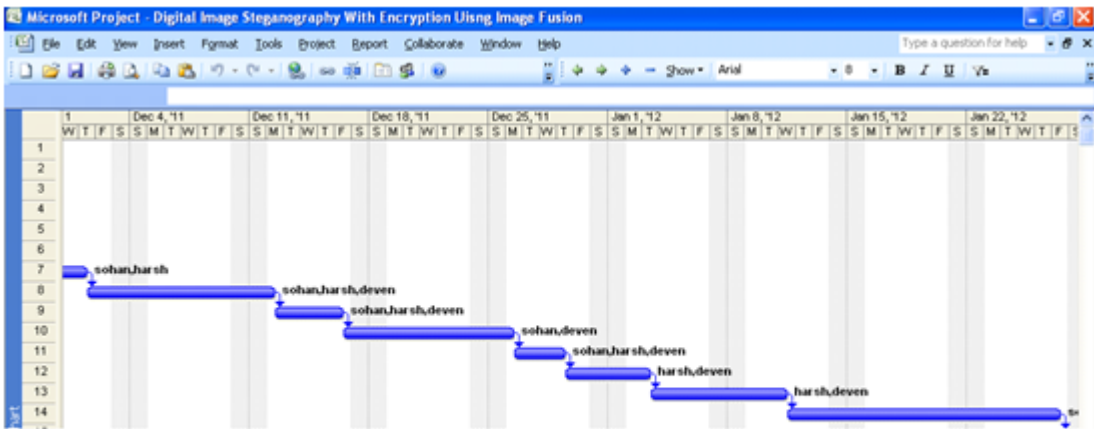 Microsoft Project - Digital Image Steganography With Encryption Uisng Image Fusion
File Edit View Insert Format Tools Project Report Collaborate Window Help Type a question for help
Show Arial 8 B I U
1 Dec 4, '11 Dec 11, '11 Dec 18, '11 Dec 25, '11 Jan 1, '12 Jan 8, '12 Jan 15, '12 Jan 22, '12
W T F S S M T W T F S S M T W T F S S M T W T F S S M T W T F S S M T W T F S S M T W T F S S M T W T F S S M T W T F S
1
2
3
4
5
6
7 sohan,harsh
8 sohan,harsh,deven
9 sohan,harsh,deven
10 sohan,deven
11 sohan,harsh,deven
12 harsh,deven
13 harsh,deven
14